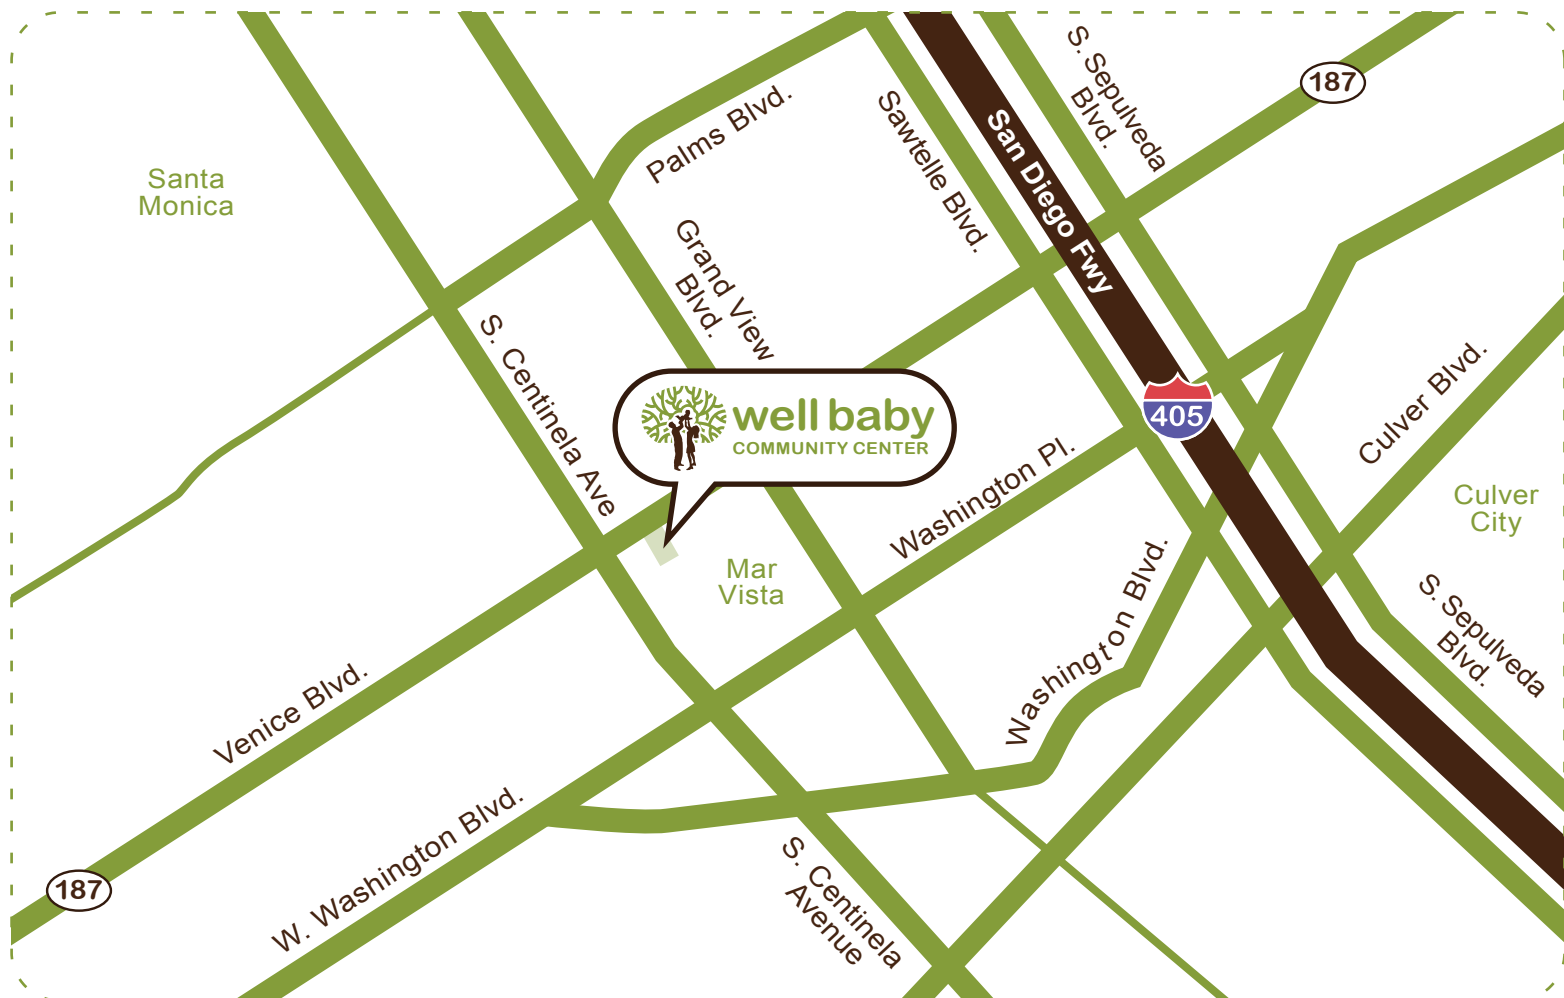 S. Sepulveda
Blvd.
187
Palms Blvd.
Sawtelle Blvd.
San Diego Fwy
Santa
Monica
Grand View
Blvd.
S. Centinela Ave
well baby
COMMUNITY CENTER
405
Culver Blvd.
Washington Pl.
Culver
City
Mar
Vista
Washington Blvd.
S. Sepulveda
Blvd.
Venice Blvd.
W. Washington Blvd.
187
S. Centinela
Avenue